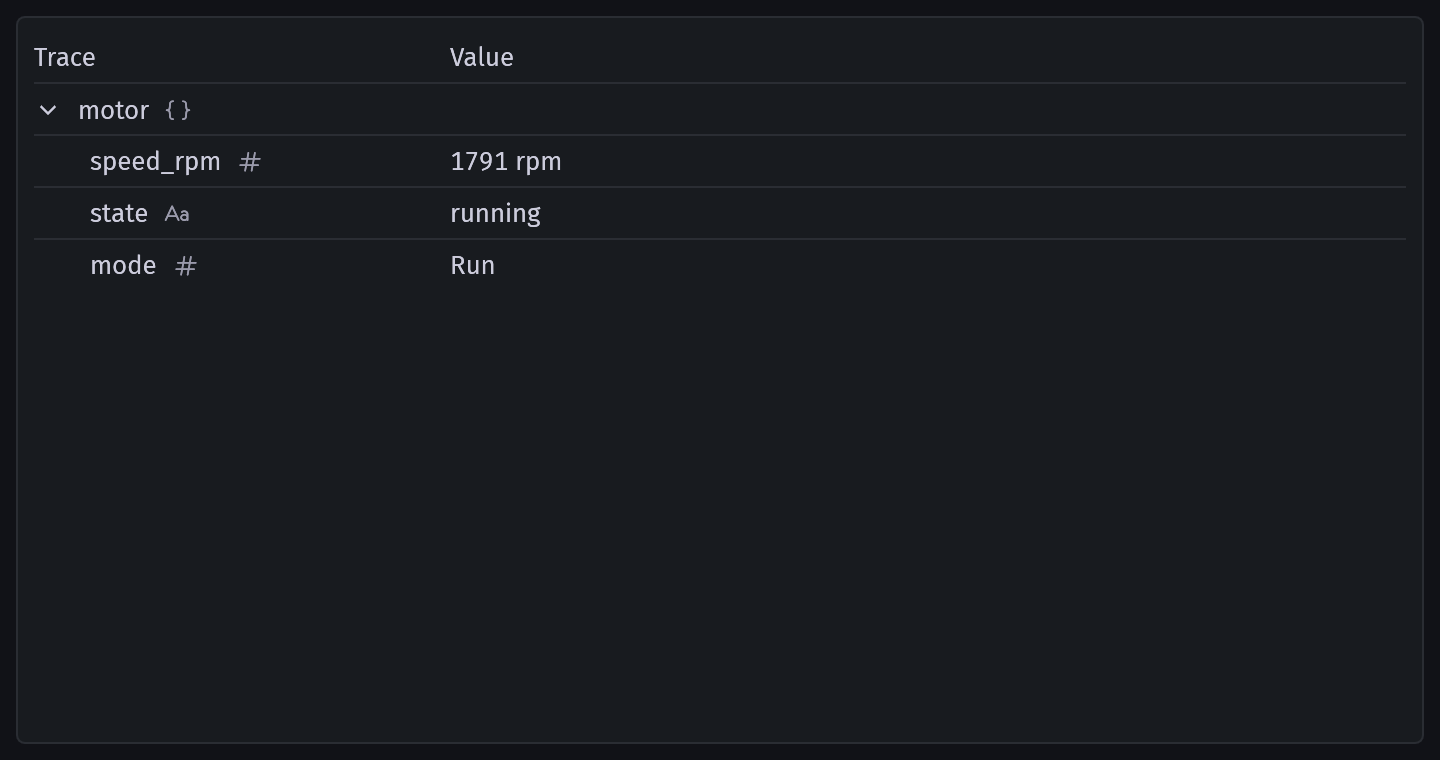 Trace Value
motor {}
speed_rpm # 1791 rpm
state Aa running
mode # Run